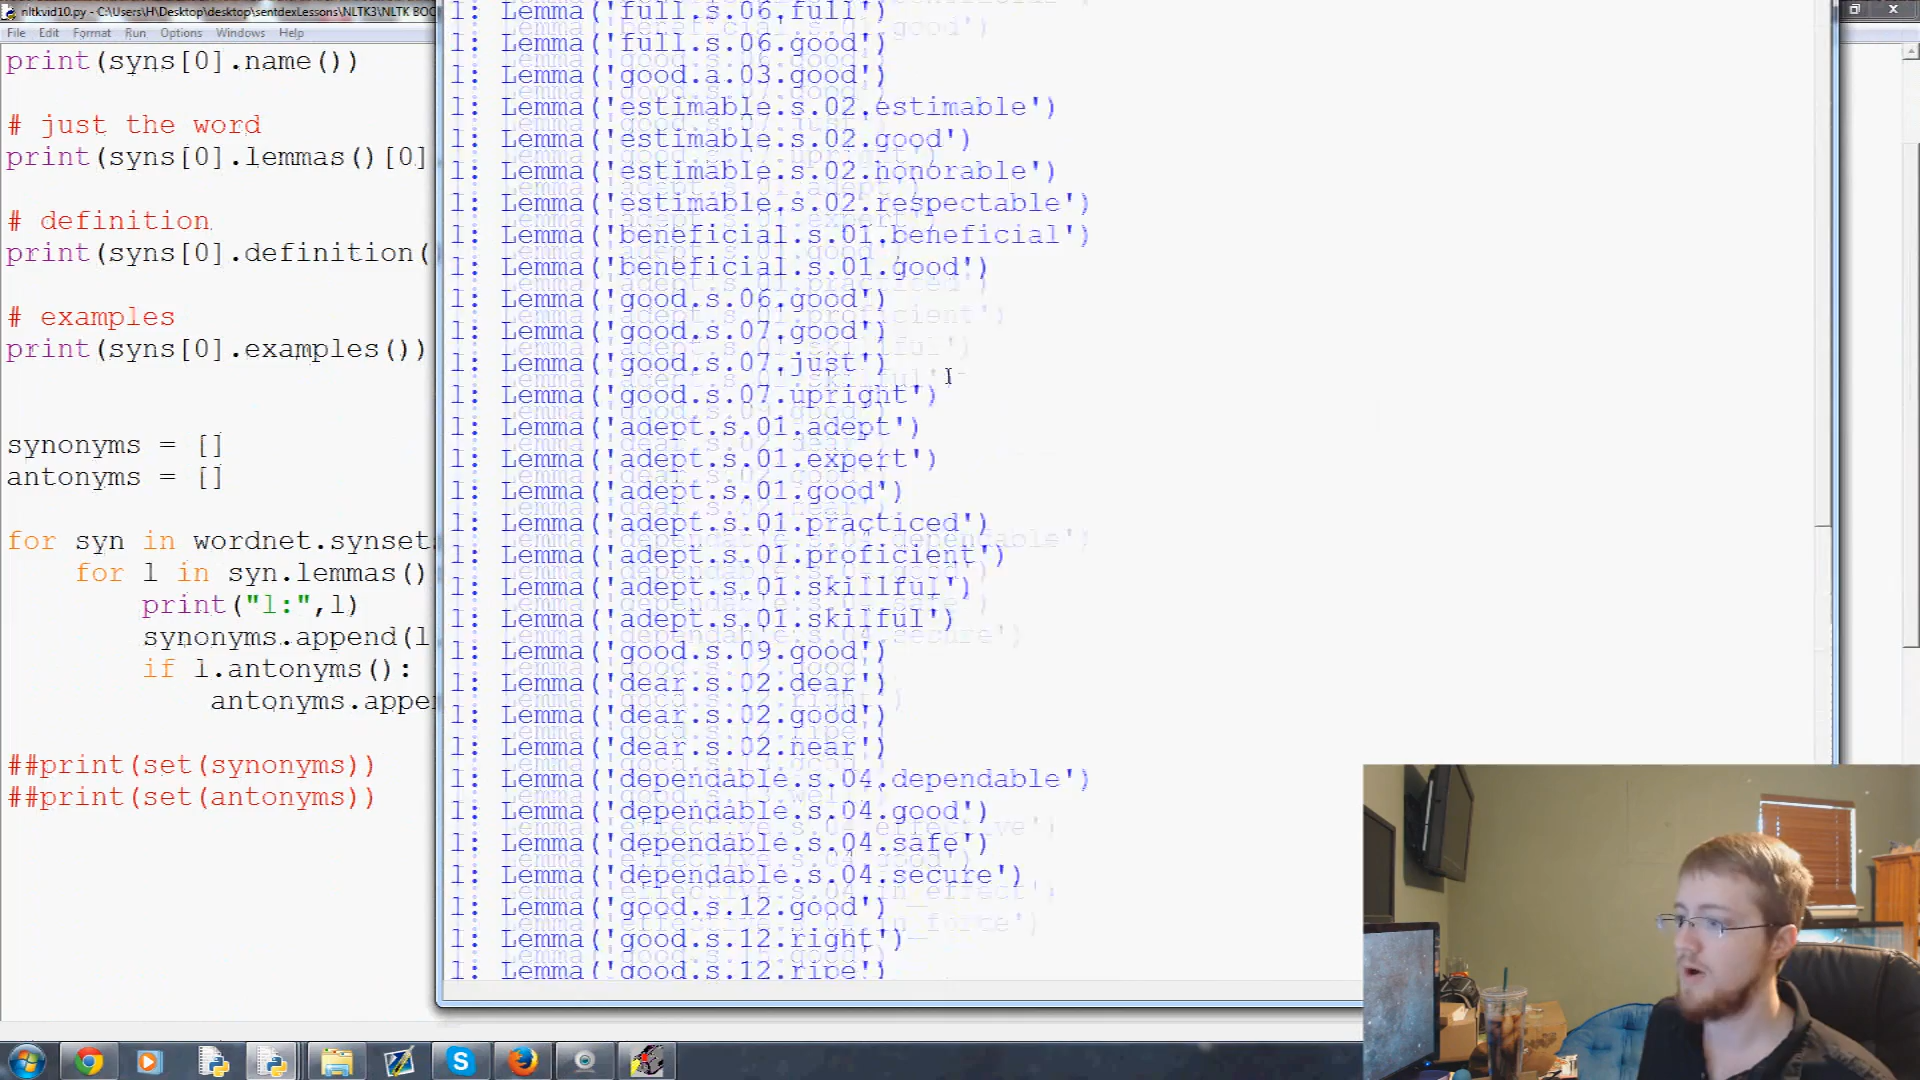 nltkvid10.py - C:\Users\H\Desktop\desktop\sentdexLessons\NLTK3\NLTK BOO
File Edit Format Run Options Windows Help
print(syns[0].name())
# just the word
print(syns[0].lemmas()[0]
# definition
print(syns[0].definition(
# examples
print(syns[0].examples())
synonyms = []
antonyms = []
for syn in wordnet.synsets
for l in syn.lemmas()
print("l:",l)
synonyms.append(l
if l.antonyms():
antonyms.appe
##print(set(synonyms))
##print(set(antonyms))
l: Lemma('full.s.06.full')
l: Lemma('full.s.06.good')
l: Lemma('good.a.03.good')
l: Lemma('estimable.s.02.estimable')
l: Lemma('estimable.s.02.good')
l: Lemma('estimable.s.02.honorable')
l: Lemma('estimable.s.02.respectable')
l: Lemma('beneficial.s.01.beneficial')
l: Lemma('beneficial.s.01.good')
l: Lemma('good.s.06.good')
l: Lemma('good.s.07.good')
l: Lemma('good.s.07.just')
l: Lemma('good.s.07.upright')
l: Lemma('adept.s.01.adept')
l: Lemma('adept.s.01.expert')
l: Lemma('adept.s.01.good')
l: Lemma('adept.s.01.practiced')
l: Lemma('adept.s.01.proficient')
l: Lemma('adept.s.01.skillful')
l: Lemma('adept.s.01.skilful')
l: Lemma('good.s.09.good')
l: Lemma('dear.s.02.dear')
l: Lemma('dear.s.02.good')
l: Lemma('dear.s.02.near')
l: Lemma('dependable.s.04.dependable')
l: Lemma('dependable.s.04.good')
l: Lemma('dependable.s.04.safe')
l: Lemma('dependable.s.04.secure')
l: Lemma('good.s.12.good')
l: Lemma('good.s.12.right')
l: Lemma('good.s.12.ripe')